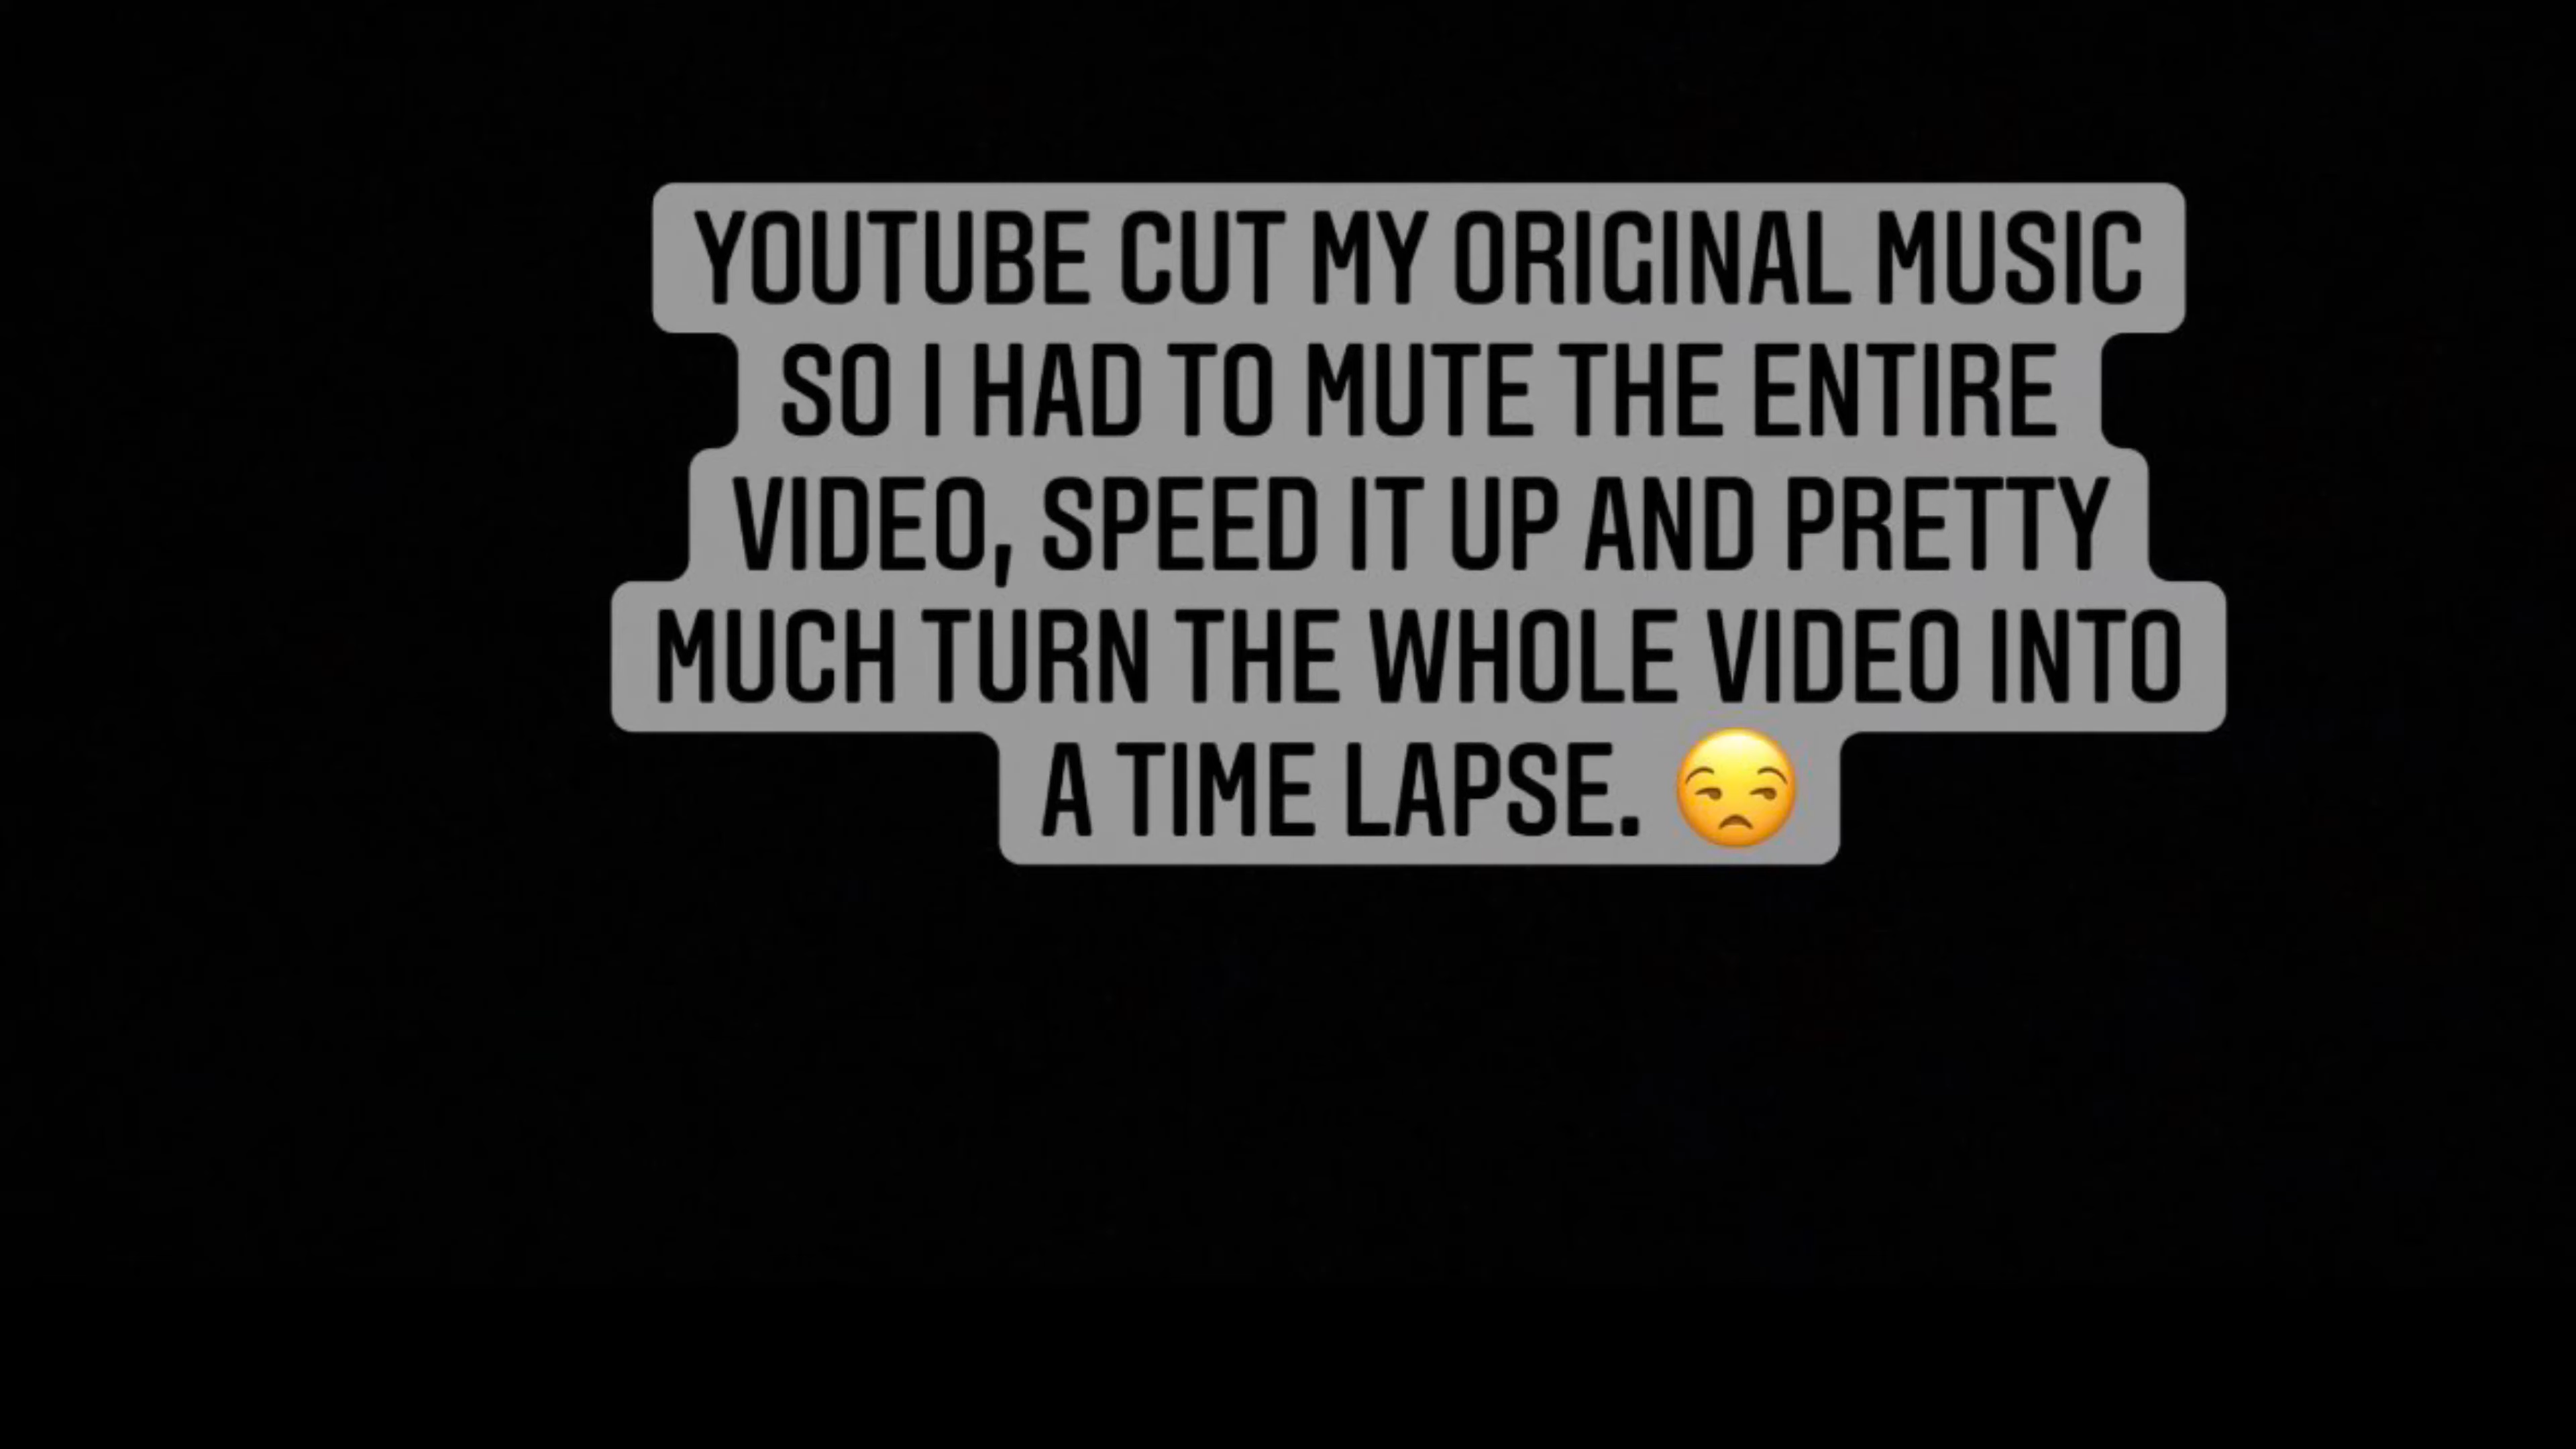 YOUTUBE CUT MY ORIGINAL MUSIC
SO I HAD TO MUTE THE ENTIRE
VIDEO, SPEED IT UP AND PRETTY
MUCH TURN THE WHOLE VIDEO INTO
A TIME LAPSE. 😒